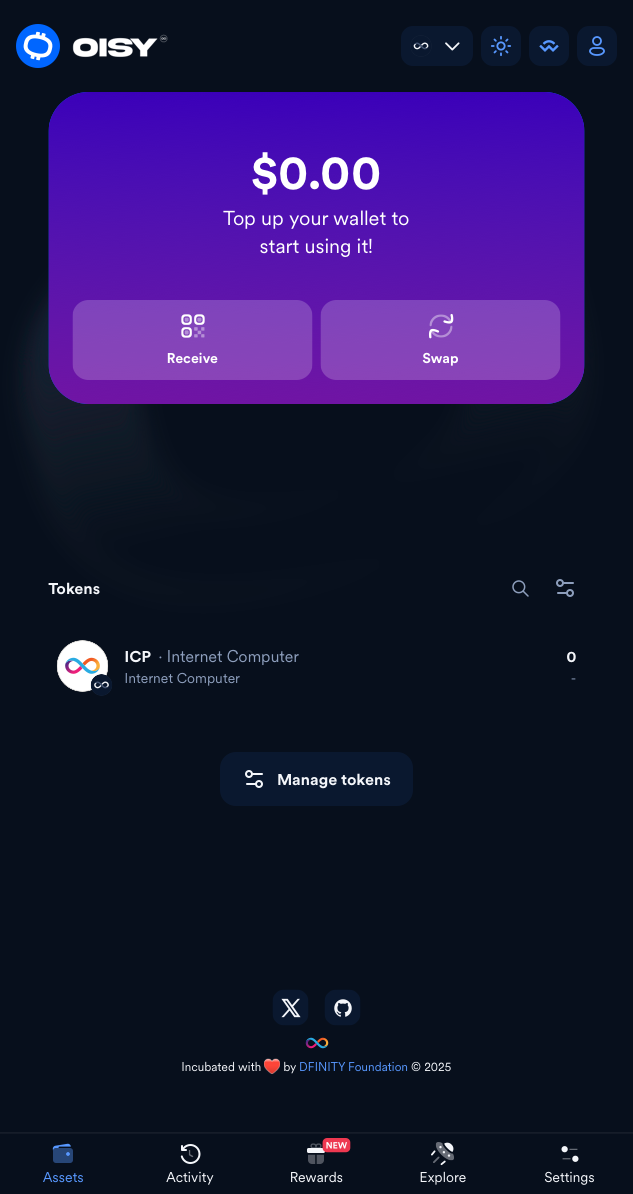 OISY
$0.00
Top up your wallet to
start using it!
Receive
Swap
Tokens
ICP · Internet Computer
0
Internet Computer
-
Manage tokens
Incubated with ❤️ by DFINITY Foundation © 2025
NEW
Assets
Activity
Rewards
Explore
Settings